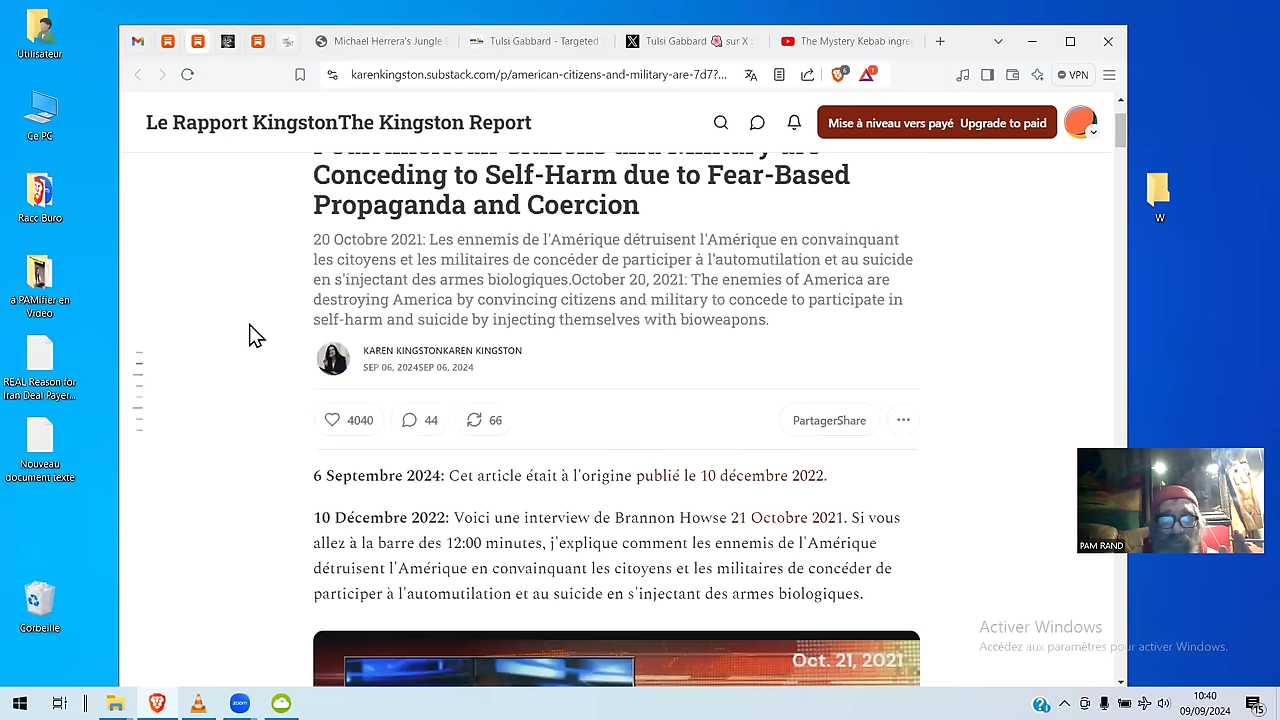 Utilisateur
Ce PC
Racc Buro
à PAMifier en
Vidéo
REAL Reason for
Iran Deal Payer...
Nouveau
document texte
Corbeille
W
Michael Herrera's Jungle
Tulsi Gabbard - Targeted
Tulsi Gabbard 🌺 sur X :
The Mystery Kebab
karenkingston.substack.com/p/american-citizens-and-military-are-7d7?...
6
1
VPN
Le Rapport KingstonThe Kingston Report
Mise à niveau vers payé Upgrade to paid
Conceding to Self-Harm due to Fear-Based
Propaganda and Coercion
20 Octobre 2021: Les ennemis de l'Amérique détruisent l'Amérique en convainquant
les citoyens et les militaires de concéder de participer à l'automutilation et au suicide
en s'injectant des armes biologiques.October 20, 2021: The enemies of America are
destroying America by convincing citizens and military to concede to participate in
self-harm and suicide by injecting themselves with bioweapons.
KAREN KINGSTONKAREN KINGSTON
SEP 06, 2024SEP 06, 2024
4040
44
66
PartagerShare
6 Septembre 2024: Cet article était à l'origine publié le 10 décembre 2022.
10 Décembre 2022: Voici une interview de Brannon Howse 21 Octobre 2021. Si vous
allez à la barre des 12:00 minutes, j'explique comment les ennemis de l'Amérique
détruisent l'Amérique en convainquant les citoyens et les militaires de concéder de
participer à l'automutilation et au suicide en s'injectant des armes biologiques.
Oct. 21, 2021
PAM RAND
Activer Windows
Accédez aux paramètres pour activer Windows.
zoom
10:40
09/09/2024
15